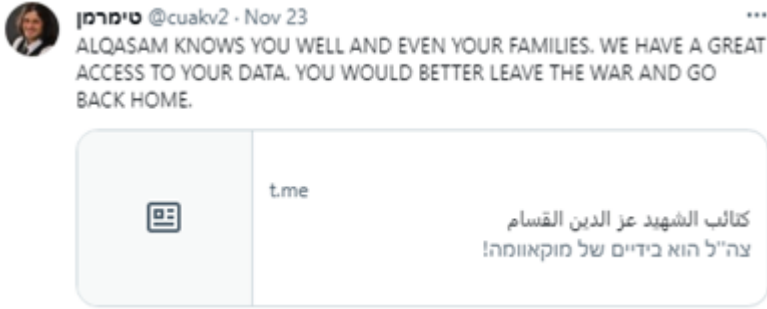 טימרמן @cuakv2 · Nov 23
ALQASAM KNOWS YOU WELL AND EVEN YOUR FAMILIES. WE HAVE A GREAT
ACCESS TO YOUR DATA. YOU WOULD BETTER LEAVE THE WAR AND GO
BACK HOME.
t.me
كتائب الشهيد عز الدين القسام
צה"ל הוא בידיים של מוקאוומה!